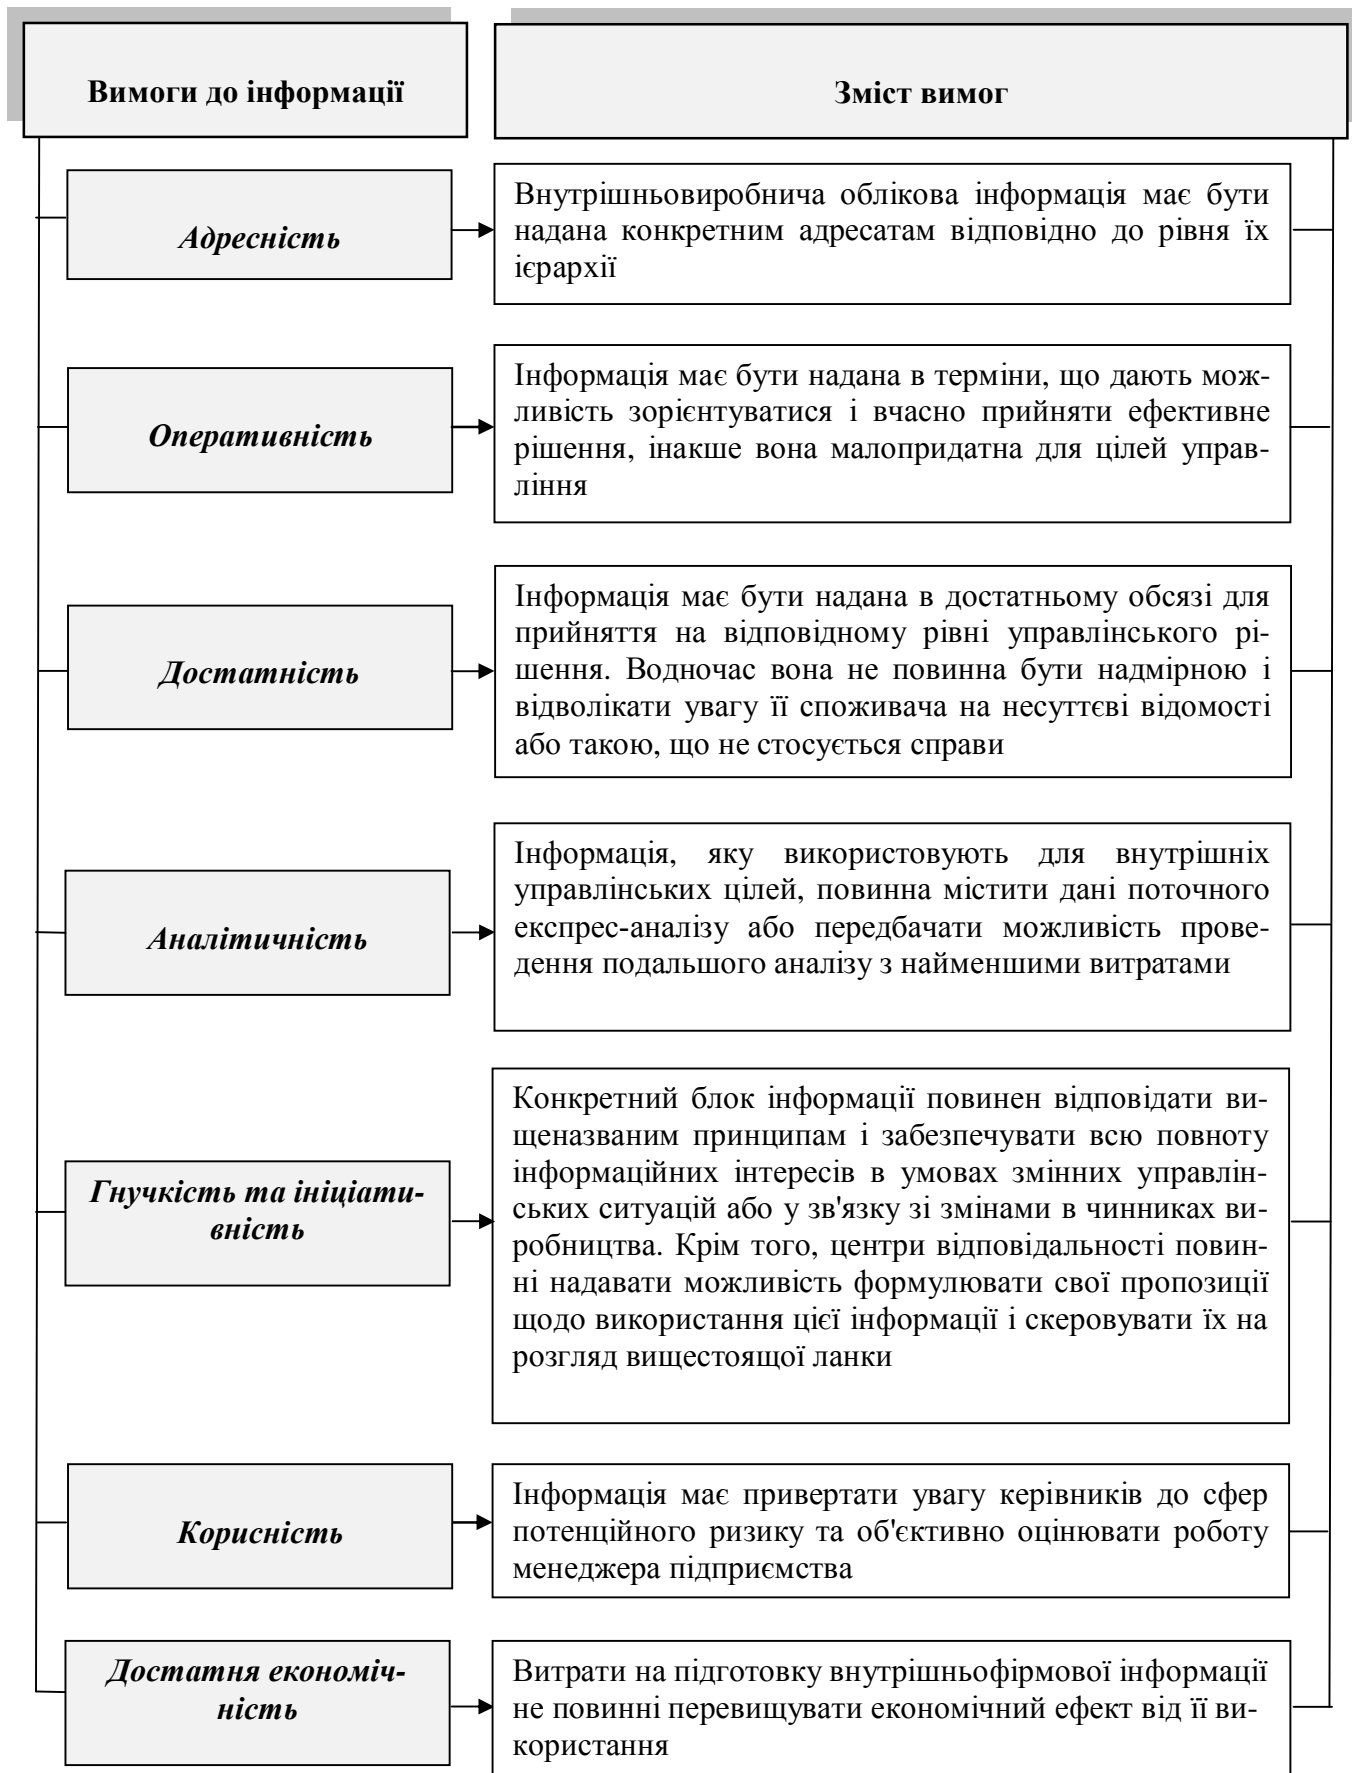 Вимоги до інформації
Зміст вимог
Адресність
Внутрішньовиробнича облікова інформація має бути
надана конкретним адресатам відповідно до рівня їх
ієрархії
Оперативність
Інформація має бути надана в терміни, що дають мож-
ливість зорієнтуватися і вчасно прийняти ефективне
рішення, інакше вона малопридатна для цілей управ-
ління
Достатність
Інформація має бути надана в достатньому обсязі для
прийняття на відповідному рівні управлінського рі-
шення. Водночас вона не повинна бути надмірною і
відволікати увагу її споживача на несуттєві відомості
або такою, що не стосується справи
Аналітичність
Інформація, яку використовують для внутрішніх
управлінських цілей, повинна містити дані поточного
експрес-аналізу або передбачати можливість прове-
дення подальшого аналізу з найменшими витратами
Гнучкість та ініціати-
вність
Конкретний блок інформації повинен відповідати ви-
щеназваним принципам і забезпечувати всю повноту
інформаційних інтересів в умовах змінних управлін-
ських ситуацій або у зв'язку зі змінами в чинниках ви-
робництва. Крім того, центри відповідальності повин-
ні надавати можливість формулювати свої пропозиції
щодо використання цієї інформації і скеровувати їх на
розгляд вищестоящої ланки
Корисність
Інформація має привертати увагу керівників до сфер
потенційного ризику та об'єктивно оцінювати роботу
менеджера підприємства
Достатня економіч-
ність
Витрати на підготовку внутрішньофірмової інформації
не повинні перевищувати економічний ефект від її ви-
користання